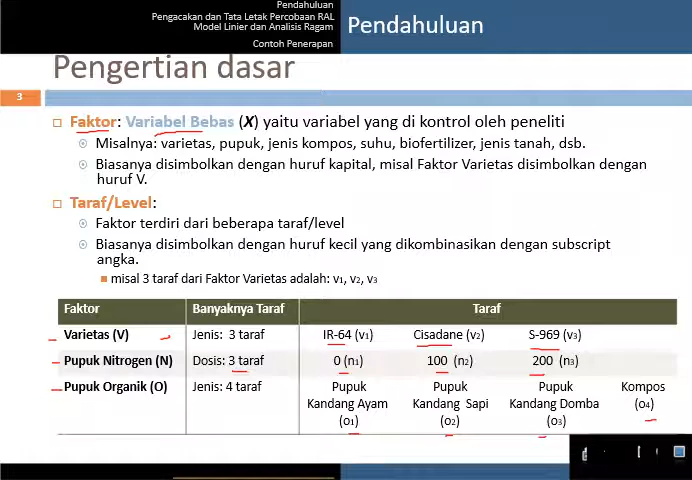 Pendahuluan
Pengacakan dan Tata Letak Percobaan RAL
Model Linier dan Analisis Ragam
Contoh Penerapan
Pendahuluan
Pengertian dasar
3
Faktor: Variabel Bebas (X) yaitu variabel yang di kontrol oleh peneliti
Misalnya: varietas, pupuk, jenis kompos, suhu, biofertilizer, jenis tanah, dsb.
Biasanya disimbolkan dengan huruf kapital, misal Faktor Varietas disimbolkan dengan
huruf V.
Taraf/Level:
Faktor terdiri dari beberapa taraf/level
Biasanya disimbolkan dengan huruf kecil yang dikombinasikan dengan subscript
angka.
misal 3 taraf dari Faktor Varietas adalah: v1, v2, v3
Faktor Banyaknya Taraf Taraf
Varietas (V) Jenis: 3 taraf IR-64 (v1) Cisadane (v2) S-969 (v3)
Pupuk Nitrogen (N) Dosis: 3 taraf 0 (n1) 100 (n2) 200 (n3)
Pupuk Organik (O) Jenis: 4 taraf Pupuk Pupuk Pupuk Kompos
Kandang Ayam Kandang Sapi Kandang Domba (o4)
(o1) (o2) (o3)